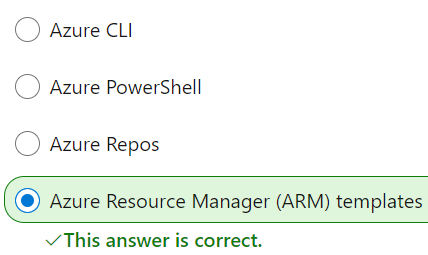 Azure CLI
Azure PowerShell
Azure Repos
Azure Resource Manager (ARM) templates
This answer is correct.